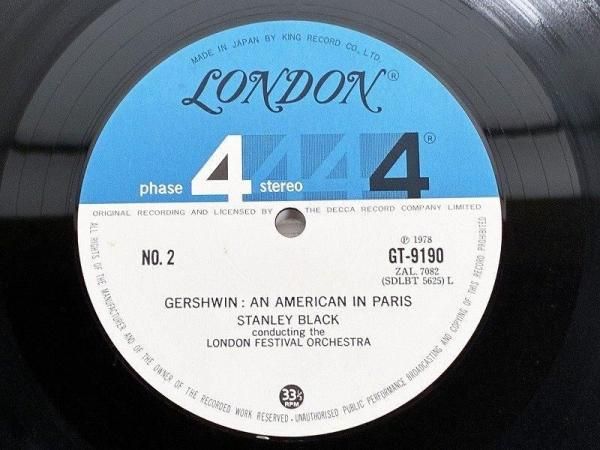 MADE IN JAPAN BY KING RECORD CO., LTD.
LONDON®
phase 4 stereo 4 4 4®
ORIGINAL RECORDING AND LICENSED BY THE DECCA RECORD COMPANY LIMITED
NO. 2
℗ 1978
GT-9190
ZAL. 7082
(SDLBT 5625) L
GERSHWIN : AN AMERICAN IN PARIS
STANLEY BLACK
conducting the
LONDON FESTIVAL ORCHESTRA
33⅓
RPM
ALL RIGHTS OF THE MANUFACTURER AND OF THE OWNER OF THE RECORDED WORK RESERVED - UNAUTHORISED PUBLIC PERFORMANCE BROADCASTING AND COPYING OF THIS RECORD PROHIBITED